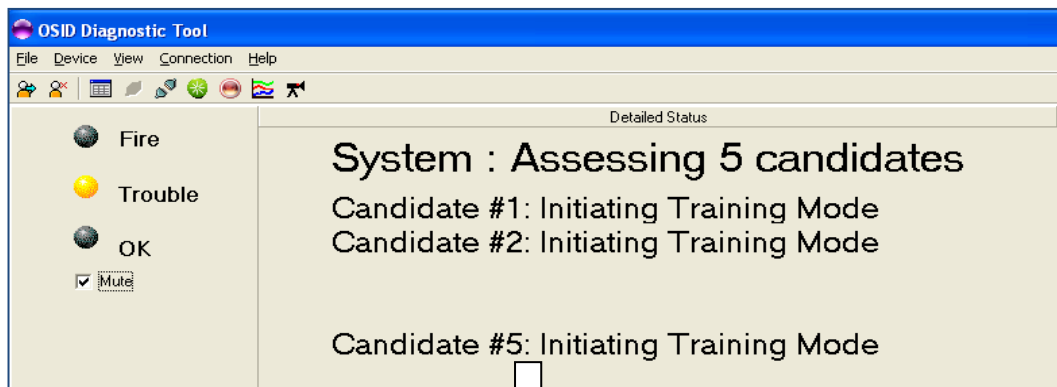 OSID Diagnostic Tool
File Device View Connection Help
Detailed Status
Fire
Trouble
OK
Mute
System : Assessing 5 candidates
Candidate #1: Initiating Training Mode
Candidate #2: Initiating Training Mode
Candidate #5: Initiating Training Mode